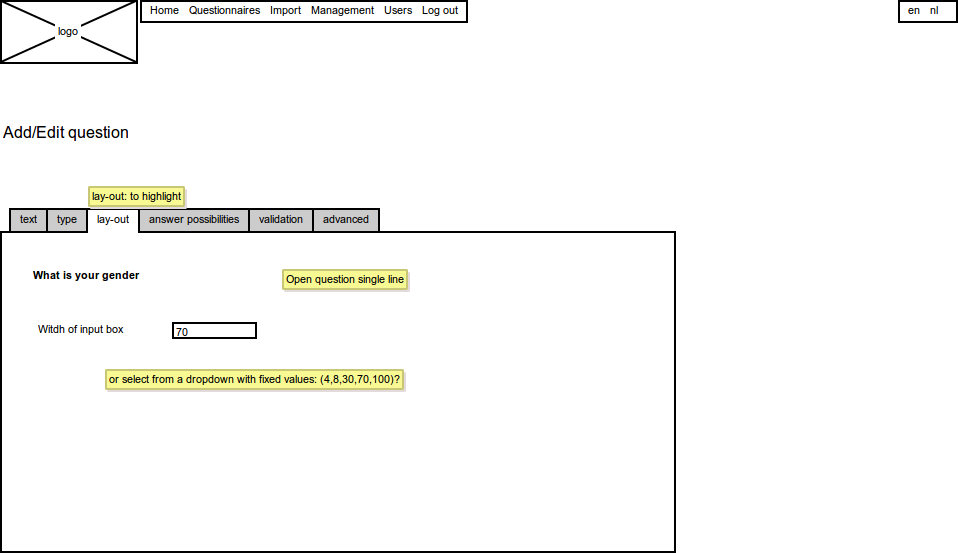 logo
Home Questionnaires Import Management Users Log out
en nl
Add/Edit question
lay-out: to highlight
text type lay-out answer possibilities validation advanced
What is your gender
Open question single line
Witdh of input box
70
or select from a dropdown with fixed values: (4,8,30,70,100)?